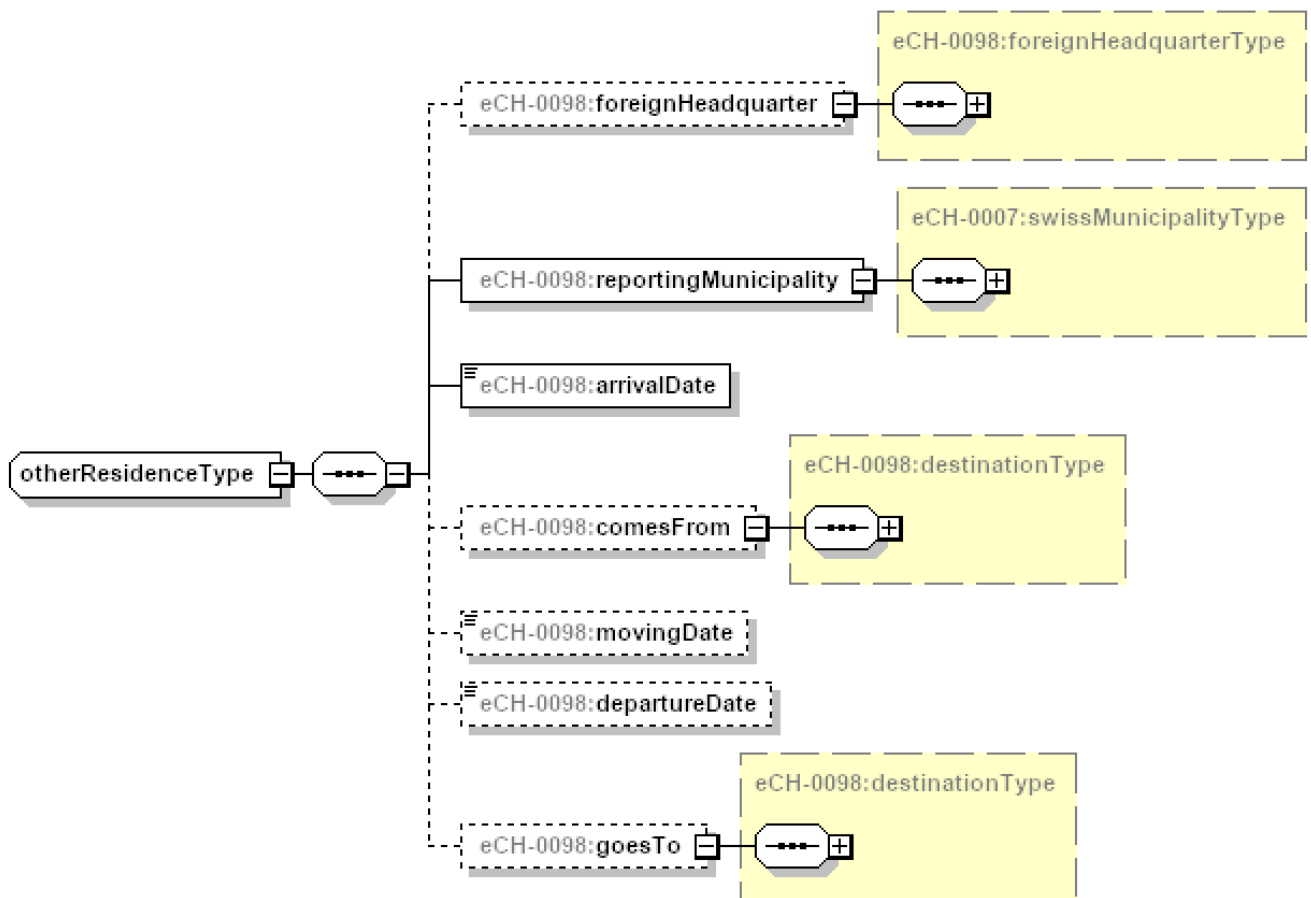 eCH-0098:foreignHeadquarterType
eCH-0098:foreignHeadquarter
eCH-0007:swissMunicipalityType
eCH-0098:reportingMunicipality
eCH-0098:arrivalDate
otherResidenceType
eCH-0098:destinationType
eCH-0098:comesFrom
eCH-0098:movingDate
eCH-0098:departureDate
eCH-0098:destinationType
eCH-0098:goesTo